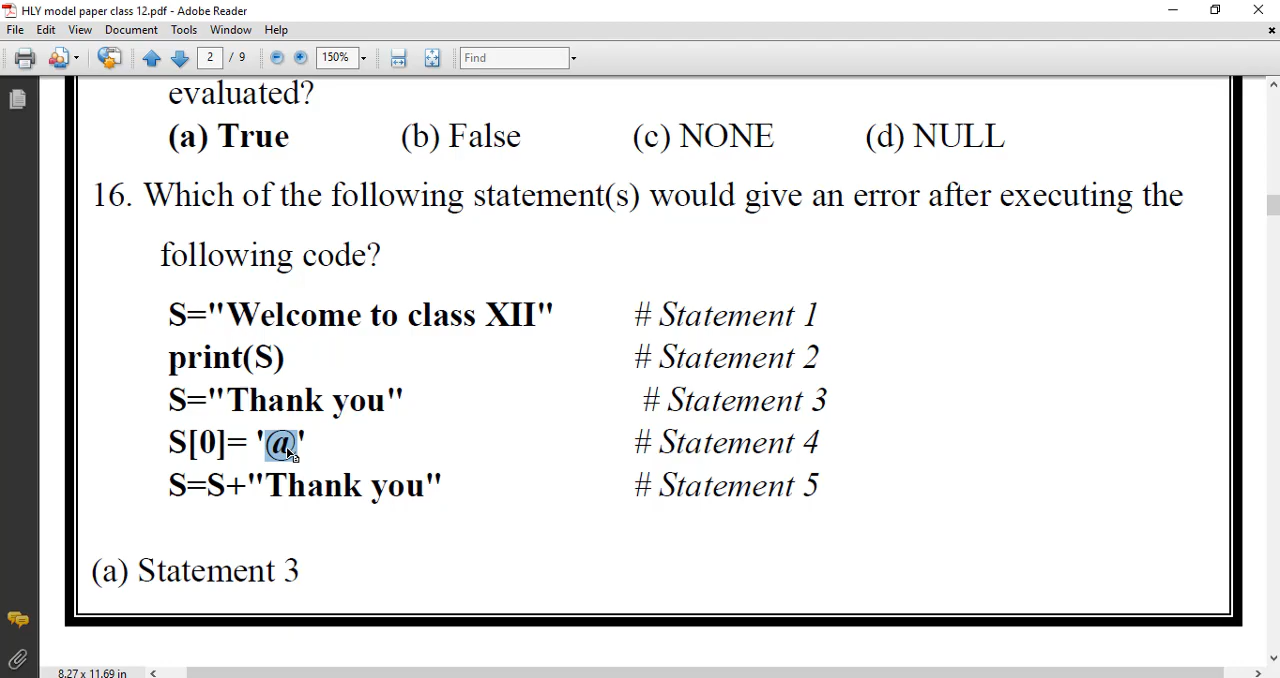 HLY model paper class 12.pdf - Adobe Reader
File Edit View Document Tools Window Help
2 / 9 150% Find
evaluated?
(a) True (b) False (c) NONE (d) NULL
16. Which of the following statement(s) would give an error after executing the
following code?
S="Welcome to class XII" # Statement 1
print(S) # Statement 2
S="Thank you" # Statement 3
S[0]= '@' # Statement 4
S=S+"Thank you" # Statement 5
(a) Statement 3
8.27 x 11.69 in